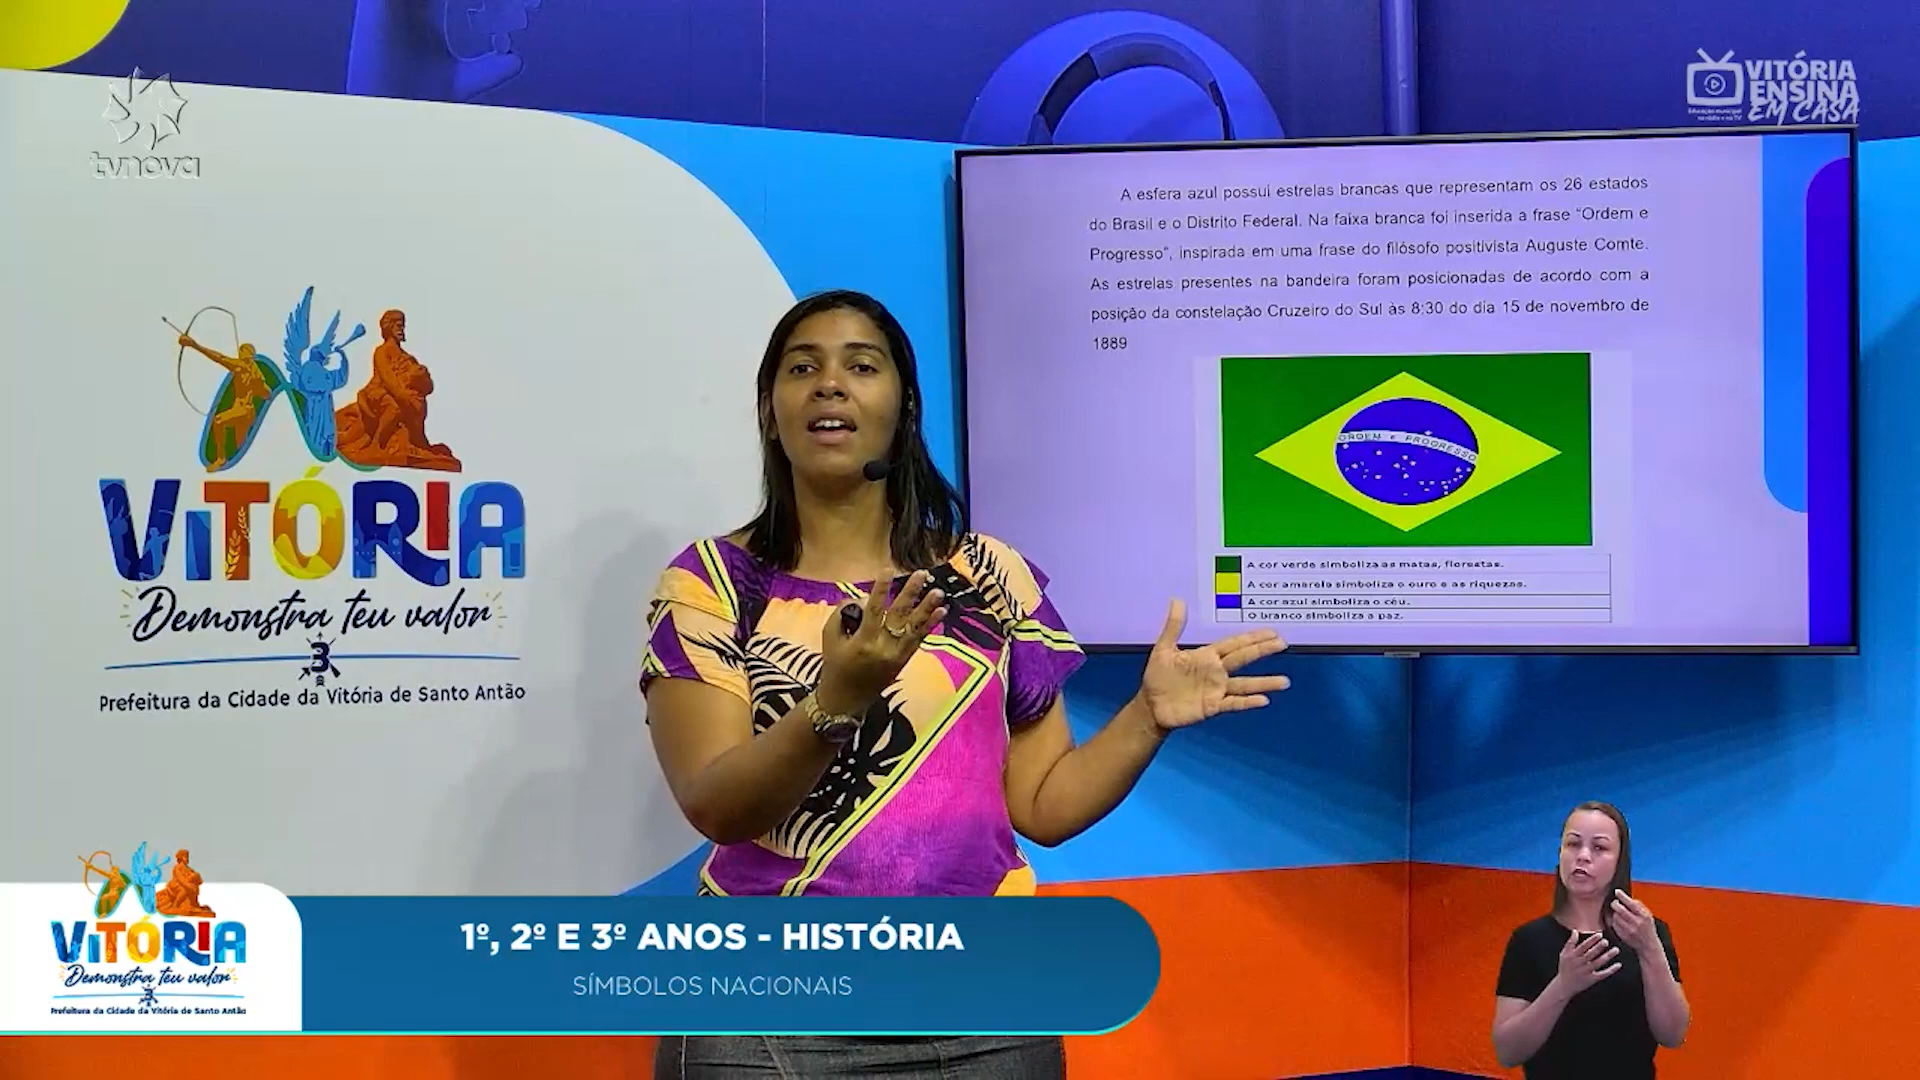 tvnova
VITÓRIA
ENSINA
EM CASA
A esfera azul possui estrelas brancas que representam os 26 estados
do Brasil e o Distrito Federal. Na faixa branca foi inserida a frase “Ordem e
Progresso”, inspirada em uma frase do filósofo positivista Auguste Comte.
As estrelas presentes na bandeira foram posicionadas de acordo com a
posição da constelação Cruzeiro do Sul às 8:30 do dia 15 de novembro de
1889
ORDEM E PROGRESSO
A cor verde simboliza as matas, florestas.
A cor amarela simboliza o ouro e as riquezas.
A cor azul simboliza o céu.
O branco simboliza a paz.
VITÓRIA
Demonstra teu valor
Prefeitura da Cidade da Vitória de Santo Antão
1º, 2º E 3º ANOS - HISTÓRIA
SÍMBOLOS NACIONAIS
VITÓRIA
Demonstra teu valor
Prefeitura da Cidade da Vitória de Santo Antão